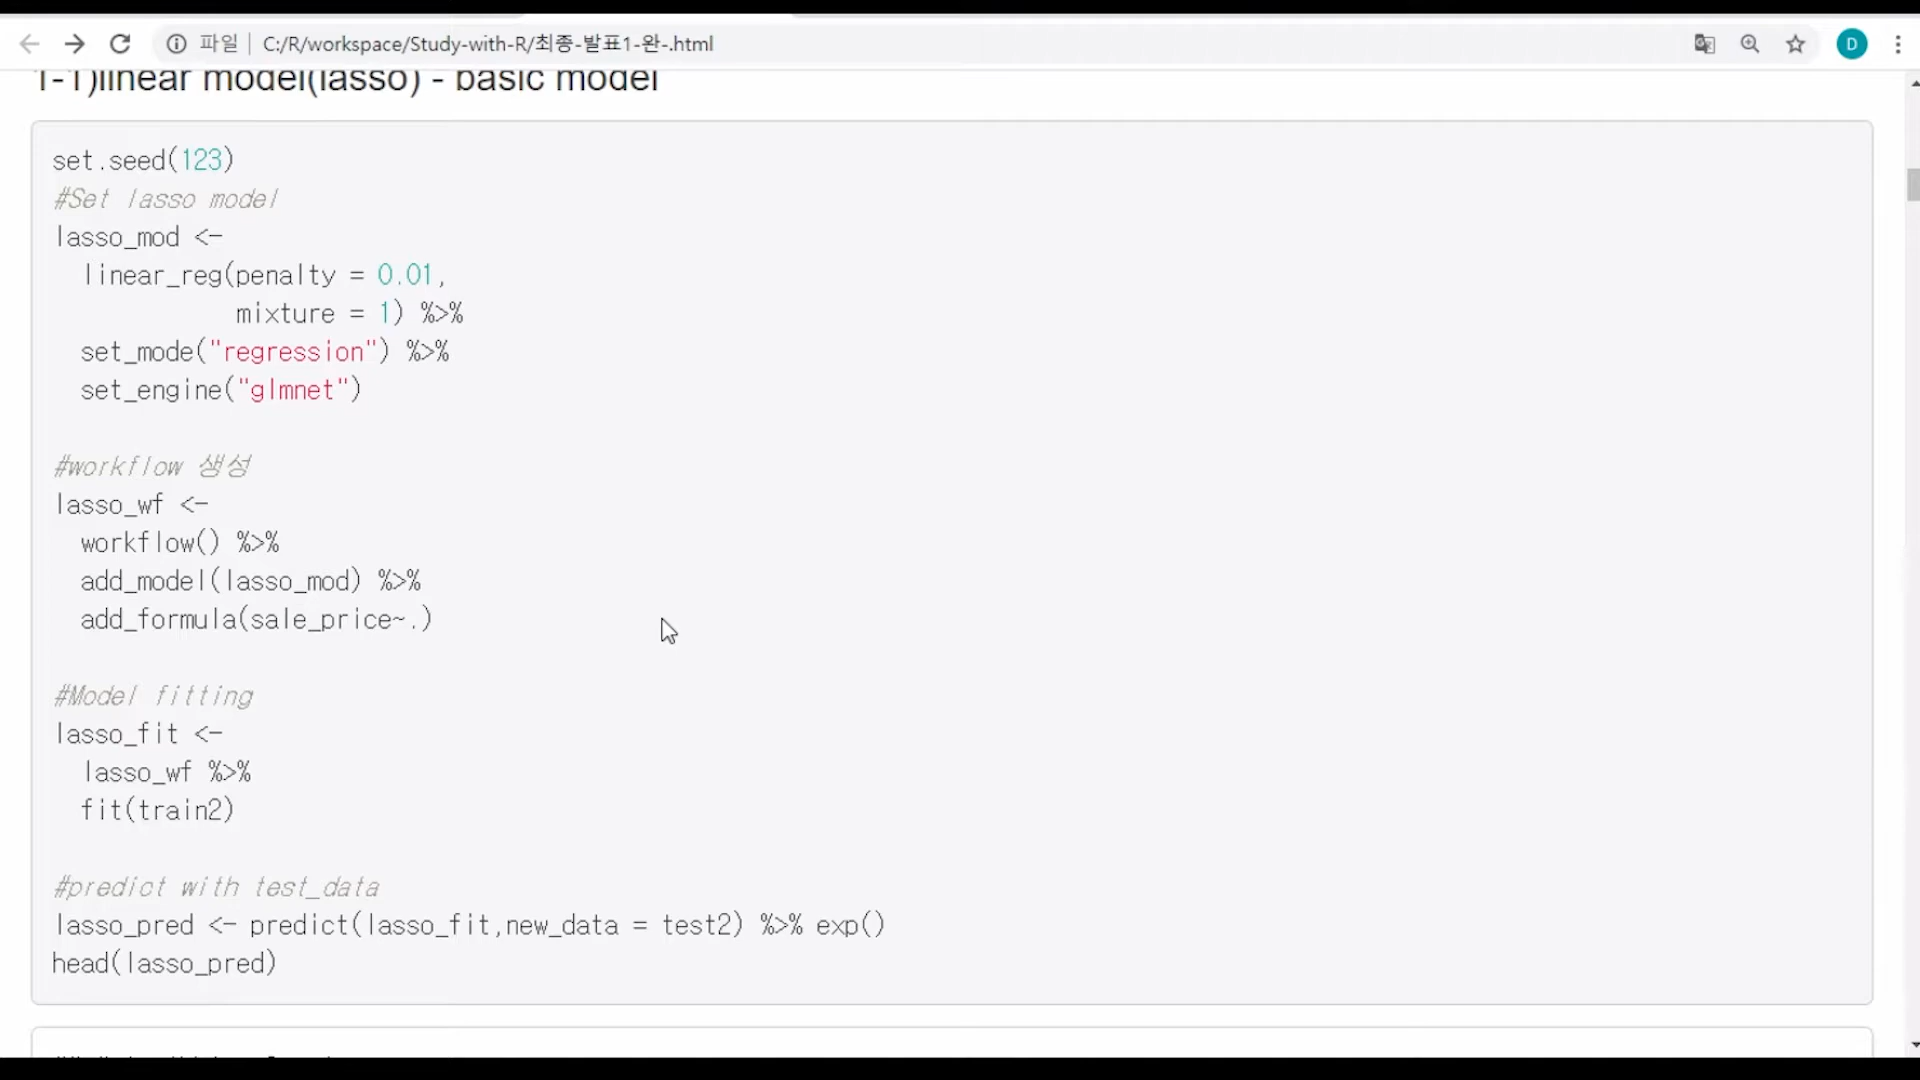 파일 C:/R/workspace/Study-with-R/최종-발표1-완-.html
D
1-1)linear model(lasso) - basic model
set.seed(123)
#Set lasso model
lasso_mod <-
  linear_reg(penalty = 0.01,
             mixture = 1) %>%
  set_mode("regression") %>%
  set_engine("glmnet")
#workflow 생성
lasso_wf <-
  workflow() %>%
  add_model(lasso_mod) %>%
  add_formula(sale_price~.)
#Model fitting
lasso_fit <-
  lasso_wf %>%
  fit(train2)
#predict with test_data
lasso_pred <- predict(lasso_fit,new_data = test2) %>% exp()
head(lasso_pred)